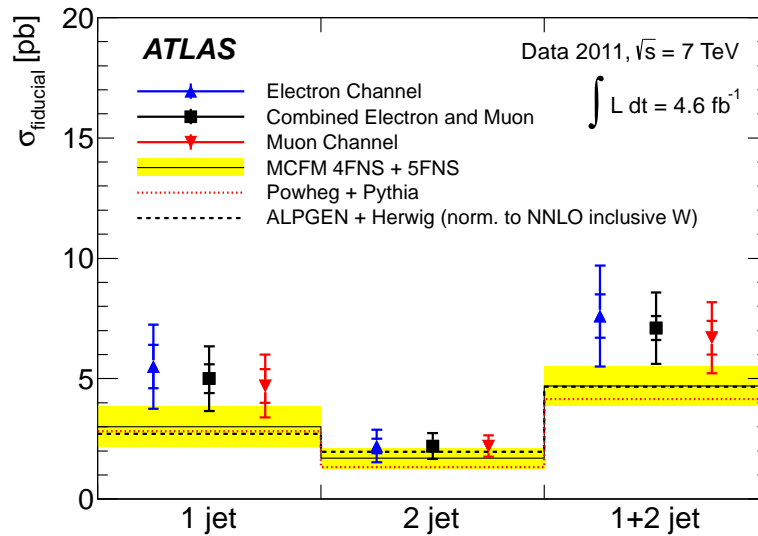 σfiducial [pb]
20
15
10
5
0
ATLAS
Data 2011, √s = 7 TeV
∫ L dt = 4.6 fb⁻¹
Electron Channel
Combined Electron and Muon
Muon Channel
MCFM 4FNS + 5FNS
Powheg + Pythia
ALPGEN + Herwig (norm. to NNLO inclusive W)
1 jet
2 jet
1+2 jet